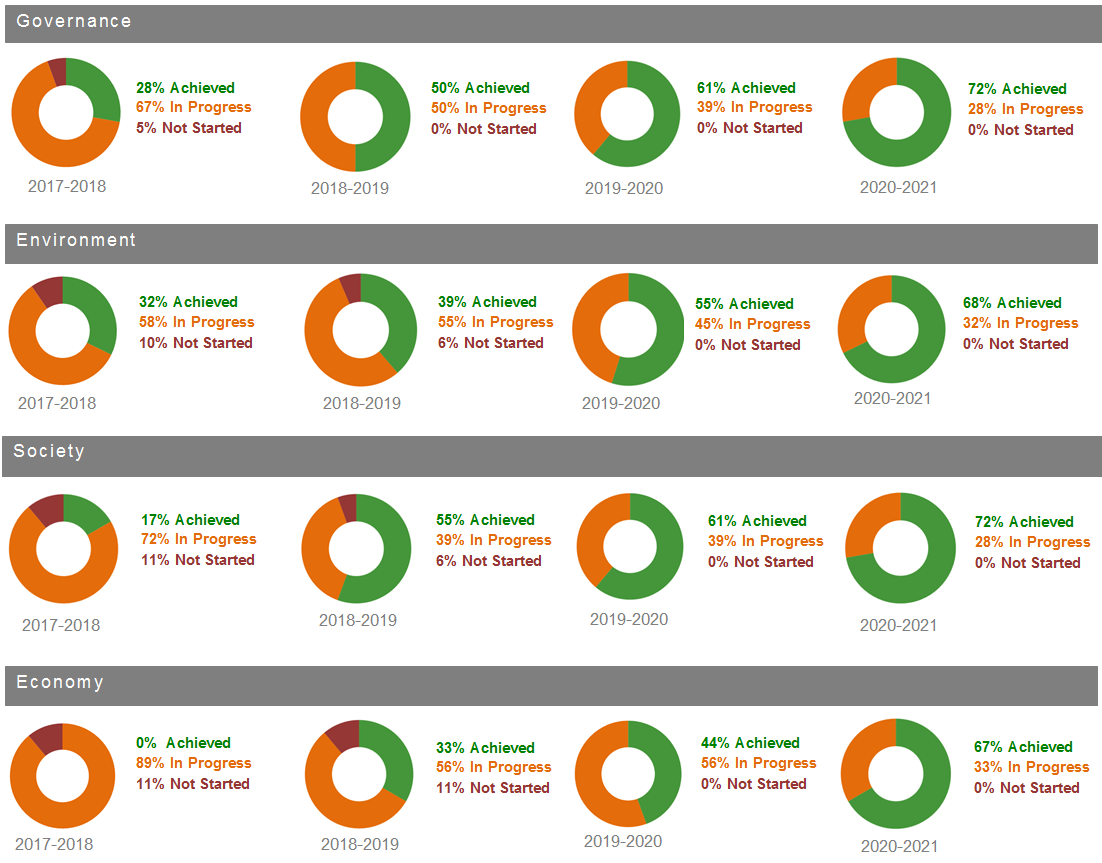 Governance
28% Achieved
67% In Progress
5% Not Started
2017-2018
50% Achieved
50% In Progress
0% Not Started
2018-2019
61% Achieved
39% In Progress
0% Not Started
2019-2020
72% Achieved
28% In Progress
0% Not Started
2020-2021
Environment
32% Achieved
58% In Progress
10% Not Started
2017-2018
39% Achieved
55% In Progress
6% Not Started
2018-2019
55% Achieved
45% In Progress
0% Not Started
2019-2020
68% Achieved
32% In Progress
0% Not Started
2020-2021
Society
17% Achieved
72% In Progress
11% Not Started
2017-2018
55% Achieved
39% In Progress
6% Not Started
2018-2019
61% Achieved
39% In Progress
0% Not Started
2019-2020
72% Achieved
28% In Progress
0% Not Started
2020-2021
Economy
0% Achieved
89% In Progress
11% Not Started
2017-2018
33% Achieved
56% In Progress
11% Not Started
2018-2019
44% Achieved
56% In Progress
0% Not Started
2019-2020
67% Achieved
33% In Progress
0% Not Started
2020-2021